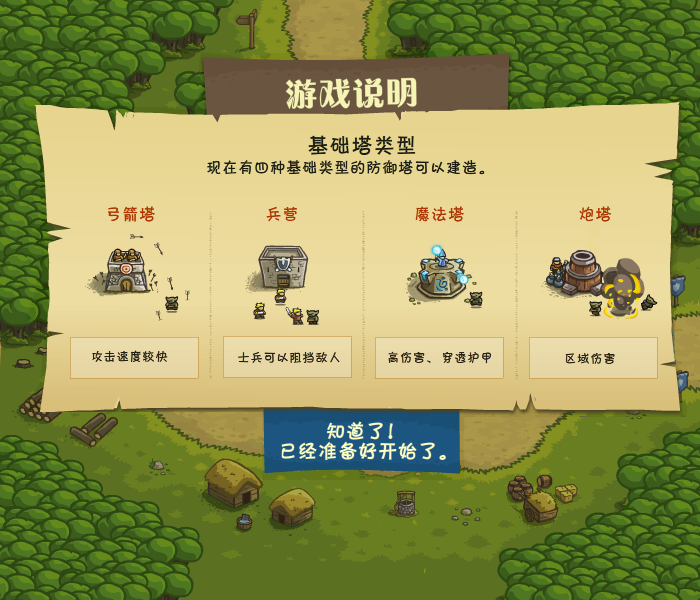 游戏说明
基础塔类型
现在有四种基础类型的防御塔可以建造。
弓箭塔
兵营
魔法塔
炮塔
攻击速度较快
士兵可以阻挡敌人
高伤害、穿透护甲
区域伤害
知道了!
已经准备好开始了。